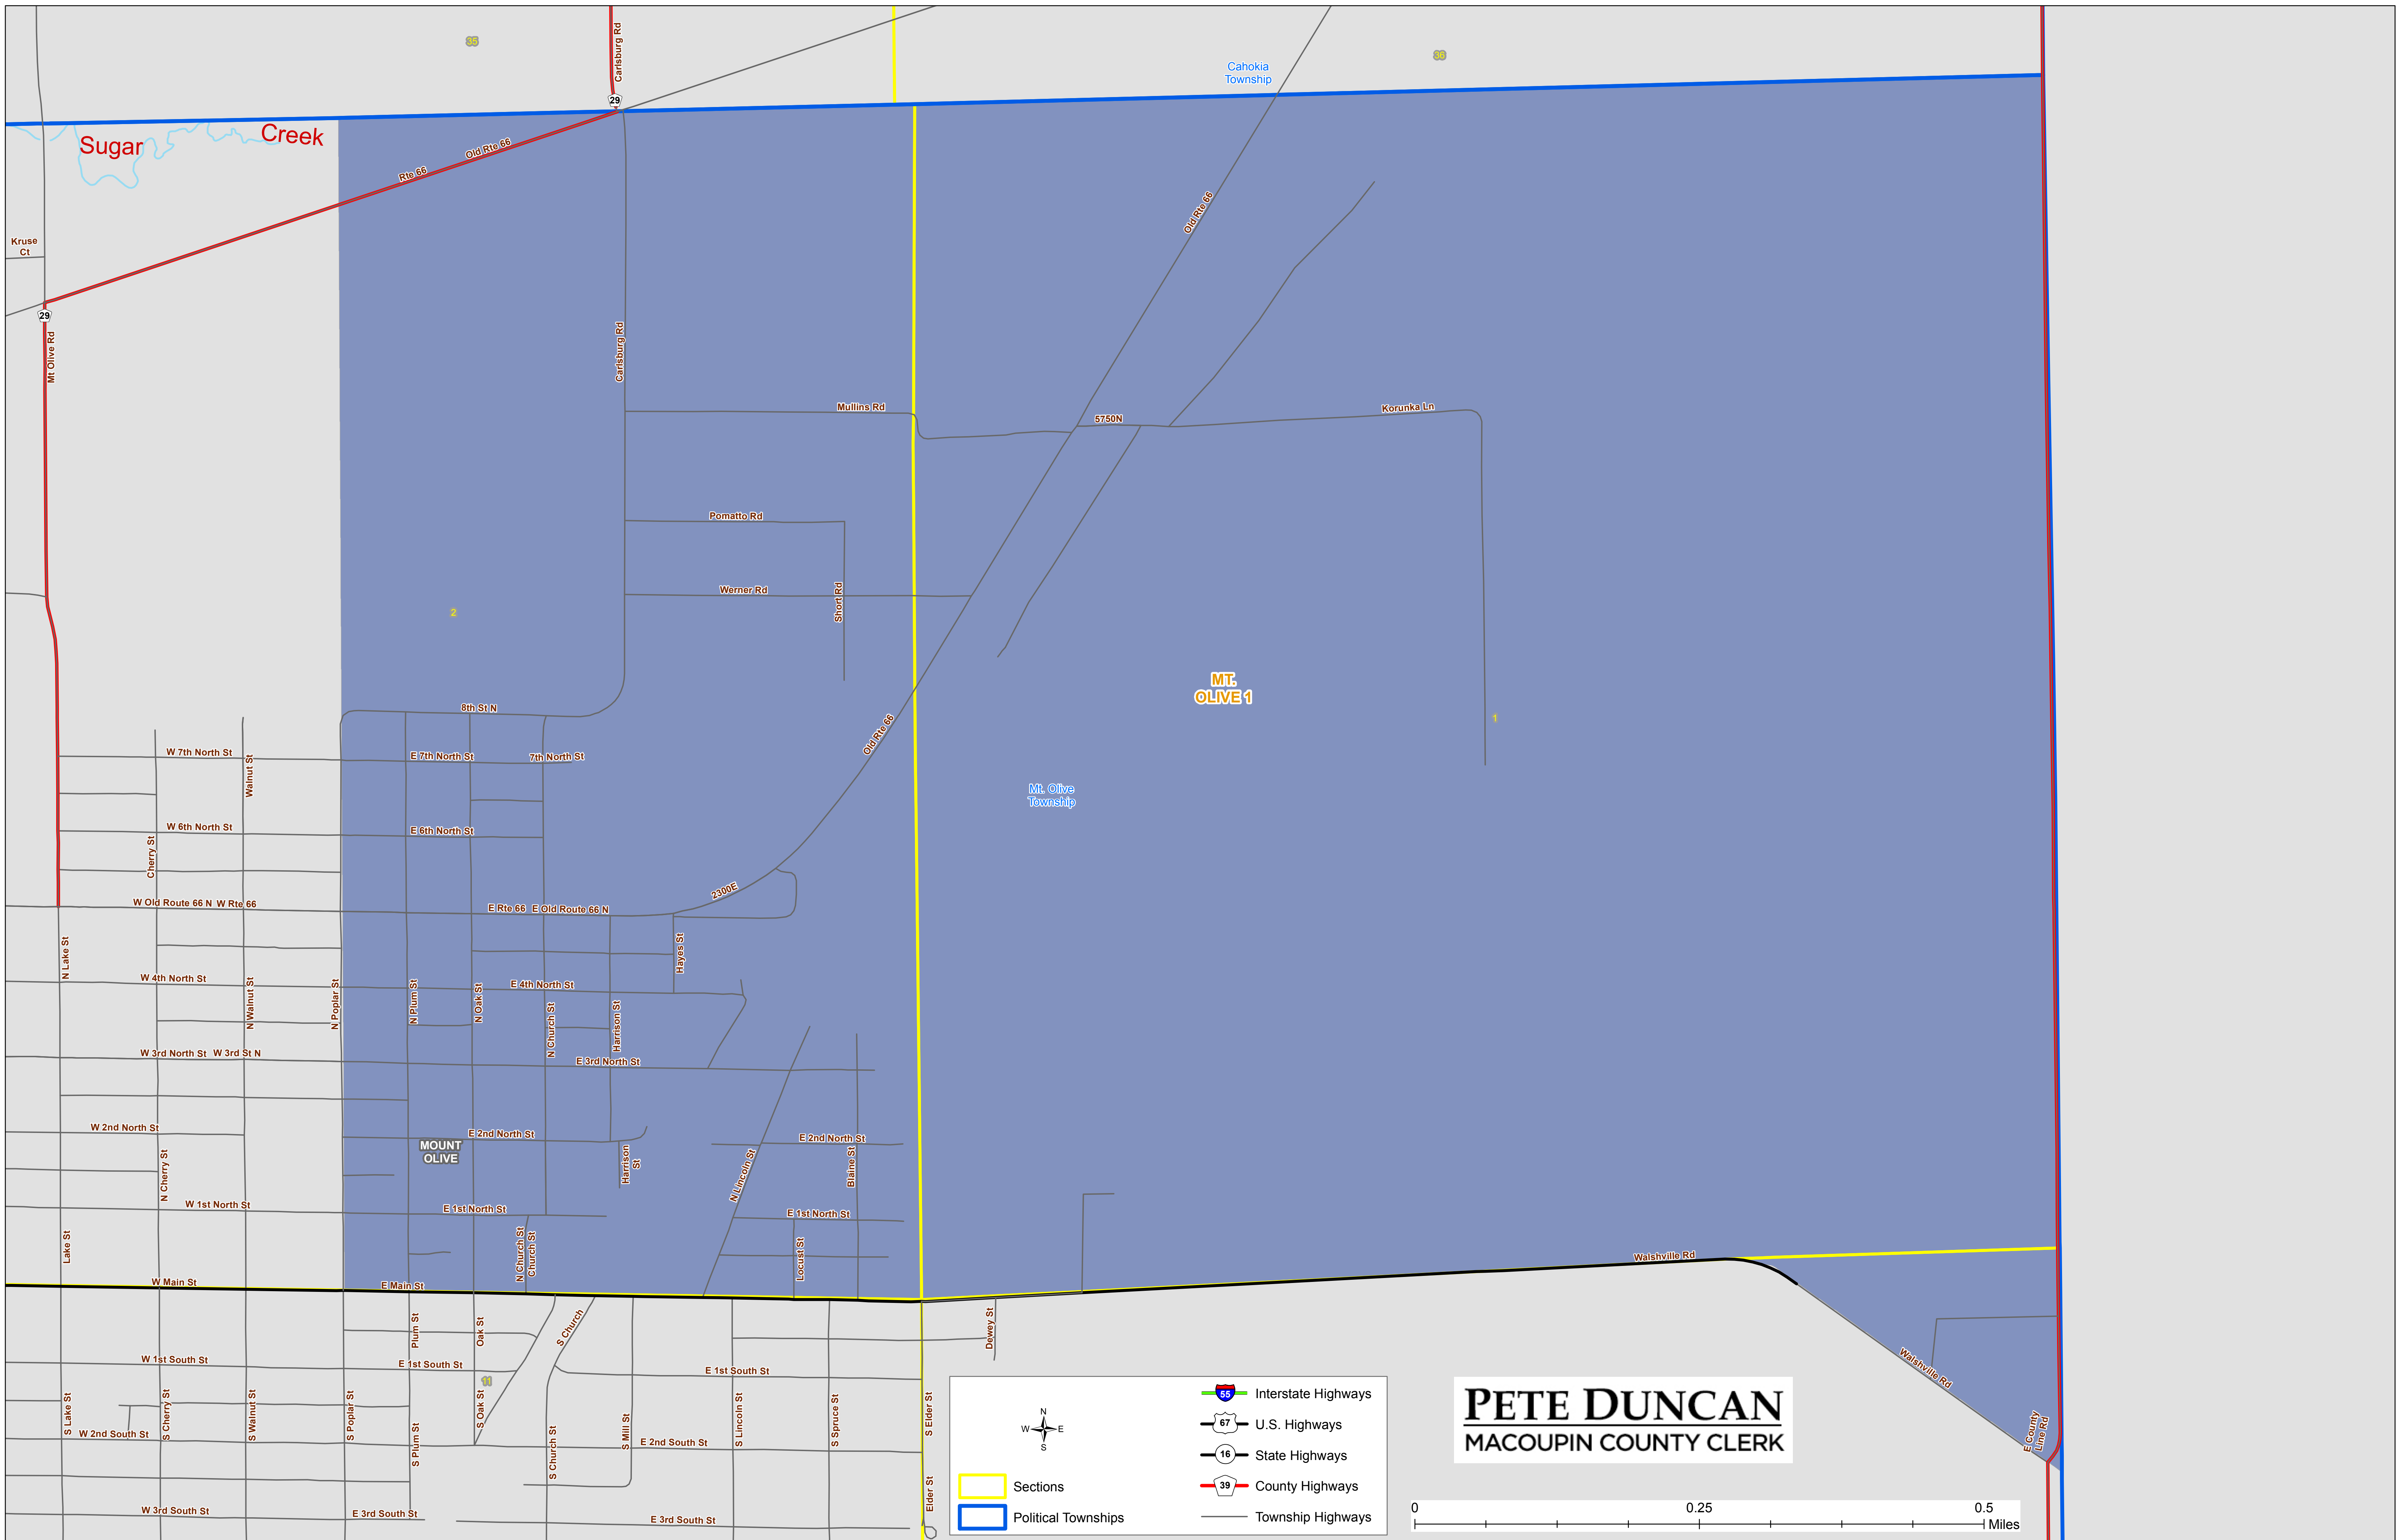 35
Carlsburg Rd
36
Cahokia
Township
29
Sugar
Creek
Old Rte 66
Rte 66
Old Rte 66
Kruse
Ct
29
Mt Olive Rd
Carlsburg Rd
Mullins Rd
5750N
Korunka Ln
Pomatto Rd
Werner Rd
Short Rd
2
MT.
OLIVE 1
1
8th St N
Old Rte 66
W 7th North St
E 7th North St
7th North St
Walnut St
Mt. Olive
Township
W 6th North St
E 6th North St
Cherry St
2300E
W Old Route 66 N
W Rte 66
E Rte 66
E Old Route 66 N
N Lake St
Hayes St
W 4th North St
E 4th North St
N Walnut St
N Poplar St
N Plum St
N Oak St
N Church St
Harrison St
W 3rd North St
W 3rd St N
E 3rd North St
W 2nd North St
E 2nd North St
E 2nd North St
MOUNT
OLIVE
N Cherry St
Harrison
St
N Lincoln St
Blaine St
W 1st North St
E 1st North St
E 1st North St
Lake St
N Church St
Church St
Locust St
Walshville Rd
W Main St
E Main St
Plum St
Oak St
S Church
Dewey St
W 1st South St
E 1st South St
E 1st South St
Walshville Rd
11
S Lake St
S Cherry St
S Walnut St
S Poplar St
S Plum St
S Oak St
S Church St
S Mill St
S Lincoln St
S Spruce St
S Elder St
W 2nd South St
E 2nd South St
E County
Line Rd
Elder St
W 3rd South St
E 3rd South St
E 3rd South St
N
W
E
S
Sections
Political Townships
55
Interstate Highways
67
U.S. Highways
16
State Highways
39
County Highways
Township Highways
PETE DUNCAN
MACOUPIN COUNTY CLERK
0
0.25
0.5
Miles